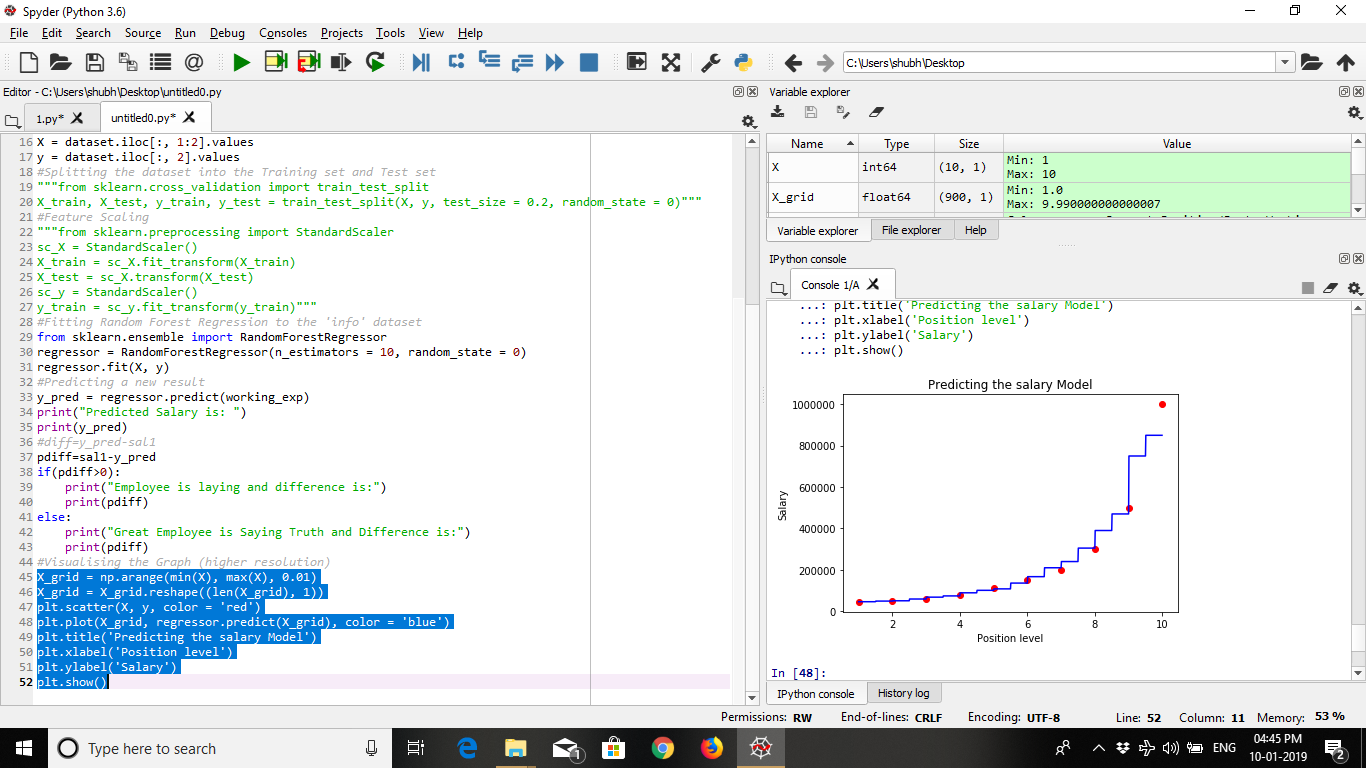 Spyder (Python 3.6)
File Edit Search Source Run Debug Consoles Projects Tools View Help
C:\Users\shubh\Desktop
Editor - C:\Users\shubh\Desktop\untitled0.py
1.py* untitled0.py*
16 X = dataset.iloc[:, 1:2].values
17 y = dataset.iloc[:, 2].values
18 #Splitting the dataset into the Training set and Test set
19 """from sklearn.cross_validation import train_test_split
20 X_train, X_test, y_train, y_test = train_test_split(X, y, test_size = 0.2, random_state = 0)"""
21 #Feature Scaling
22 """from sklearn.preprocessing import StandardScaler
23 sc_X = StandardScaler()
24 X_train = sc_X.fit_transform(X_train)
25 X_test = sc_X.transform(X_test)
26 sc_y = StandardScaler()
27 y_train = sc_y.fit_transform(y_train)"""
28 #Fitting Random Forest Regression to the 'info' dataset
29 from sklearn.ensemble import RandomForestRegressor
30 regressor = RandomForestRegressor(n_estimators = 10, random_state = 0)
31 regressor.fit(X, y)
32 #Predicting a new result
33 y_pred = regressor.predict(working_exp)
34 print("Predicted Salary is: ")
35 print(y_pred)
36 #diff=y_pred-sal1
37 pdiff=sal1-y_pred
38 if(pdiff>0):
39 print("Employee is laying and difference is:")
40 print(pdiff)
41 else:
42 print("Great Employee is Saying Truth and Difference is:")
43 print(pdiff)
44 #Visualising the Graph (higher resolution)
45 X_grid = np.arange(min(X), max(X), 0.01)
46 X_grid = X_grid.reshape((len(X_grid), 1))
47 plt.scatter(X, y, color = 'red')
48 plt.plot(X_grid, regressor.predict(X_grid), color = 'blue')
49 plt.title('Predicting the salary Model')
50 plt.xlabel('Position level')
51 plt.ylabel('Salary')
52 plt.show()
Variable explorer
Name Type Size Value
X int64 (10, 1) Min: 1
Max: 10
X_grid float64 (900, 1) Min: 1.0
Max: 9.990000000000007
Variable explorer File explorer Help
IPython console
Console 1/A
...: plt.title('Predicting the salary Model')
...: plt.xlabel('Position level')
...: plt.ylabel('Salary')
...: plt.show()
Predicting the salary Model
1000000
800000
600000
400000
200000
0
Salary
2 4 6 8 10
Position level
In [48]:
IPython console History log
Permissions: RW End-of-lines: CRLF Encoding: UTF-8 Line: 52 Column: 11 Memory: 53 %
Type here to search
1
ENG
04:45 PM
10-01-2019
2